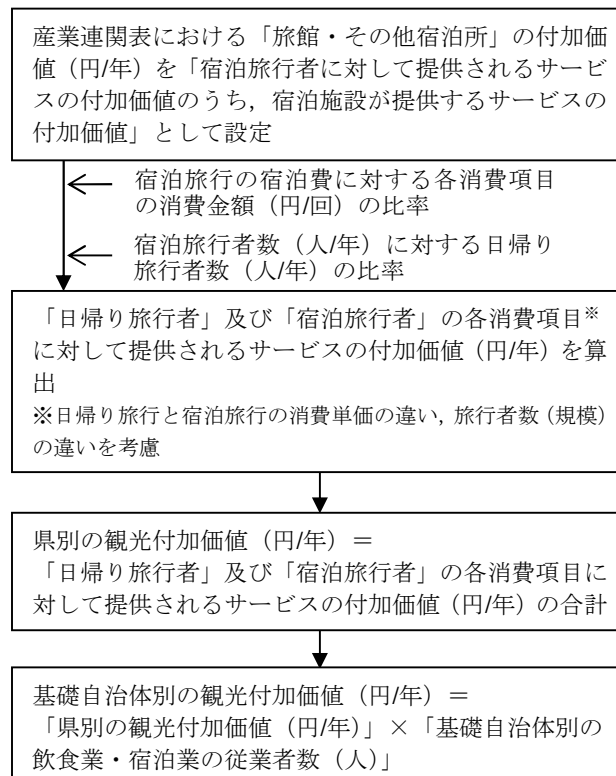 産業連関表における「旅館・その他宿泊所」の付加価
値（円/年）を「宿泊旅行者に対して提供されるサービ
スの付加価値のうち，宿泊施設が提供するサービスの
付加価値」として設定
宿泊旅行の宿泊費に対する各消費項目
の消費金額（円/回）の比率
宿泊旅行者数（人/年）に対する日帰り
旅行者数（人/年）の比率
「日帰り旅行者」及び「宿泊旅行者」の各消費項目※
に対して提供されるサービスの付加価値（円/年）を算
出
※日帰り旅行と宿泊旅行の消費単価の違い，旅行者数（規模）
の違いを考慮
県別の観光付加価値（円/年）＝
「日帰り旅行者」及び「宿泊旅行者」の各消費項目に
対して提供されるサービスの付加価値（円/年）の合計
基礎自治体別の観光付加価値（円/年）＝
「県別の観光付加価値（円/年）」×「基礎自治体別の
飲食業・宿泊業の従業者数（人）」